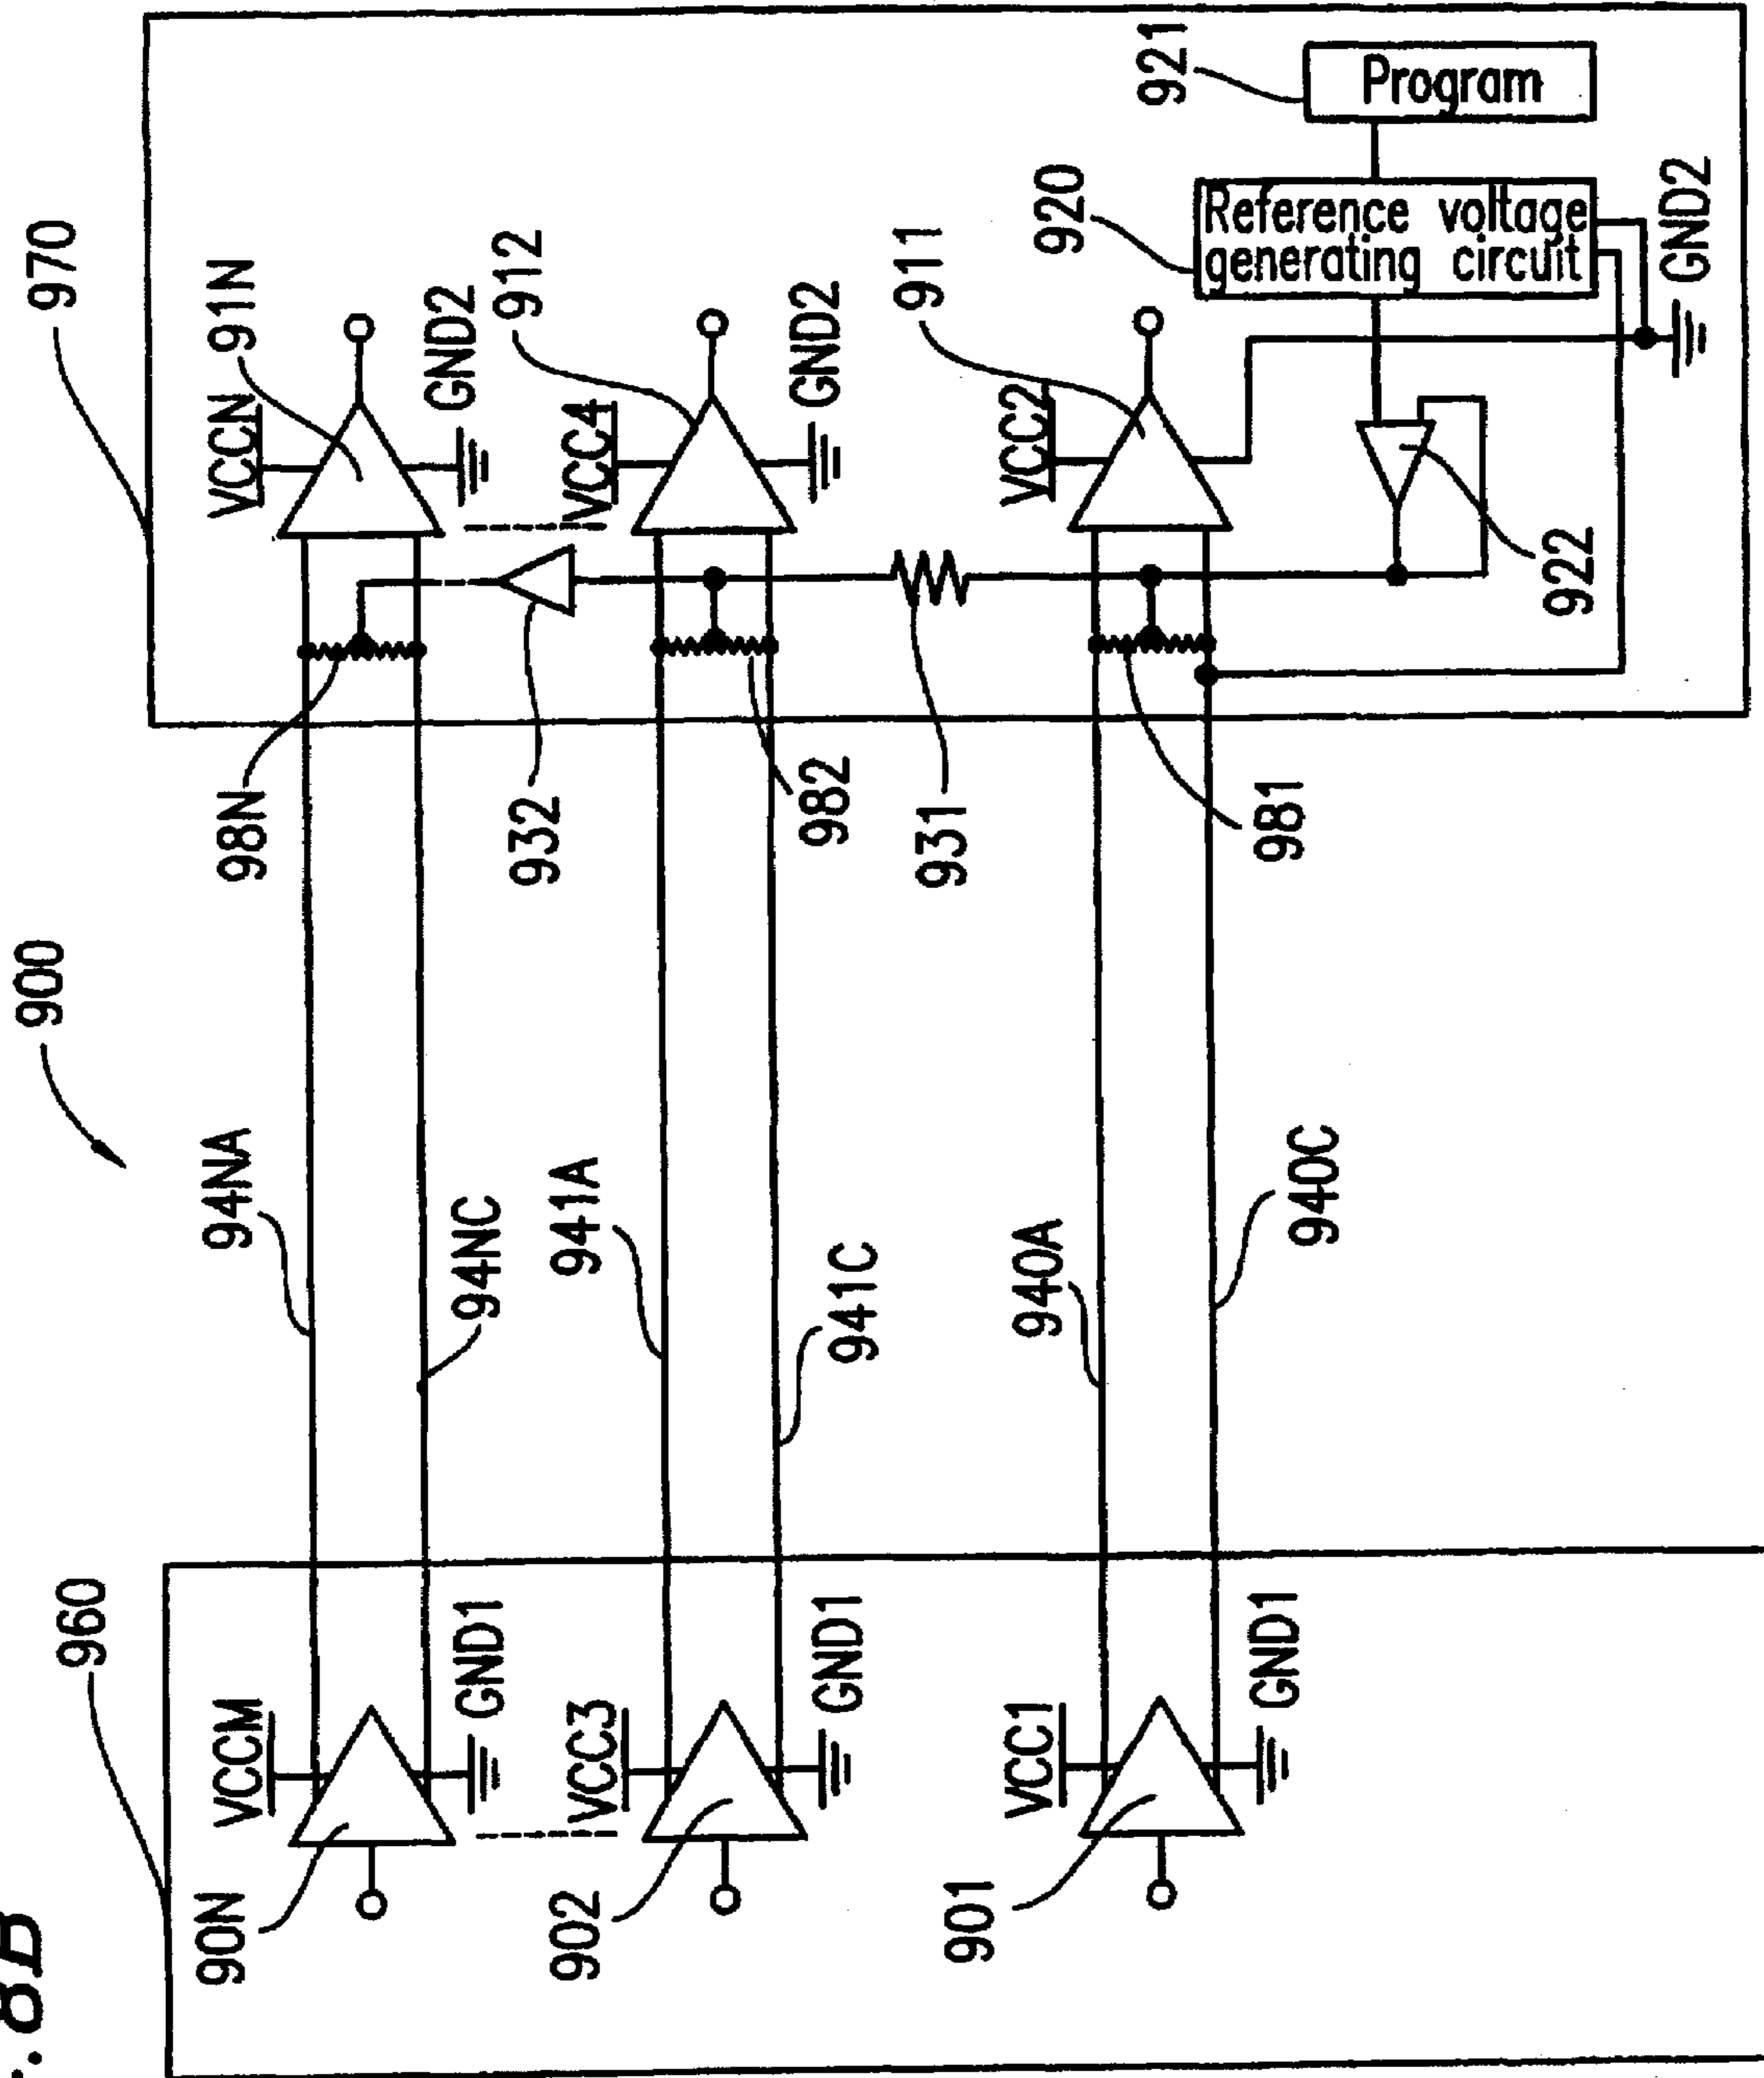 .8B
900
960
970
90N
VCCM
GND1
94NA
94NC
98N
VCCN
91N
GND2
932
902
VCC3
GND1
941A
941C
982
VCC4
912
GND2
931
901
VCC1
GND1
940A
940C
981
VCC2
911
922
920
Reference voltage
generating circuit
921
Program
GND2